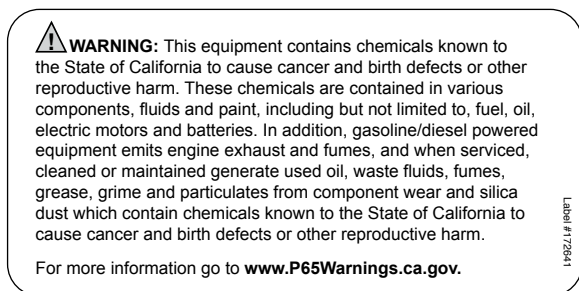 WARNING: This equipment contains chemicals known to
the State of California to cause cancer and birth defects or other
reproductive harm. These chemicals are contained in various
components, fluids and paint, including but not limited to, fuel, oil,
electric motors and batteries. In addition, gasoline/diesel powered
equipment emits engine exhaust and fumes, and when serviced,
cleaned or maintained generate used oil, waste fluids, fumes,
grease, grime and particulates from component wear and silica
dust which contain chemicals known to the State of California to
cause cancer and birth defects or other reproductive harm.
For more information go to www.P65Warnings.ca.gov.
Label #172641